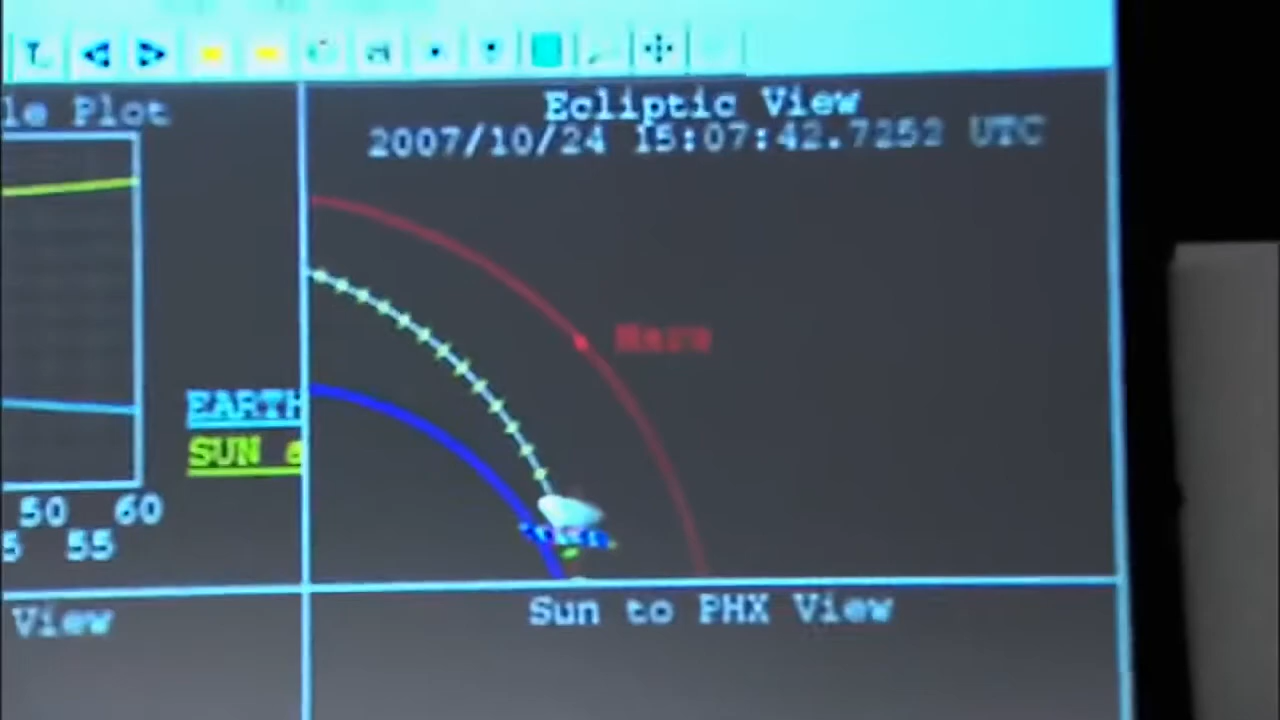 le Plot
Ecliptic View
2007/10/24 15:07:42.7252 UTC
Mars
EARTH
SUN a
50 60
5 55
View
Sun to PHX View